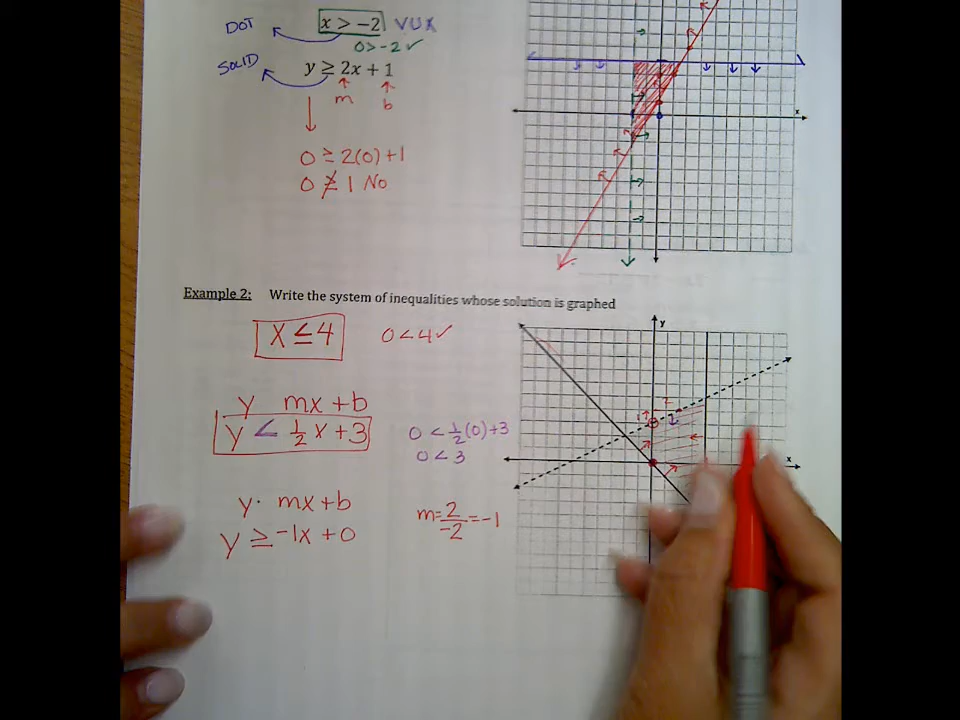 DOT x > -2 VUX
0 > -2 ✓
SOLID y ≥ 2x + 1
m b
0 ≥ 2(0)+1
0 ≱ 1 No
x
Example 2: Write the system of inequalities whose solution is graphed
y
x ≤ 4 0 < 4 ✓
y mx + b
y < 1/2 x + 3 0 < 1/2 (0) + 3
0 < 3
x
y mx + b m = 2/-2 = -1
y ≥ -1x + 0